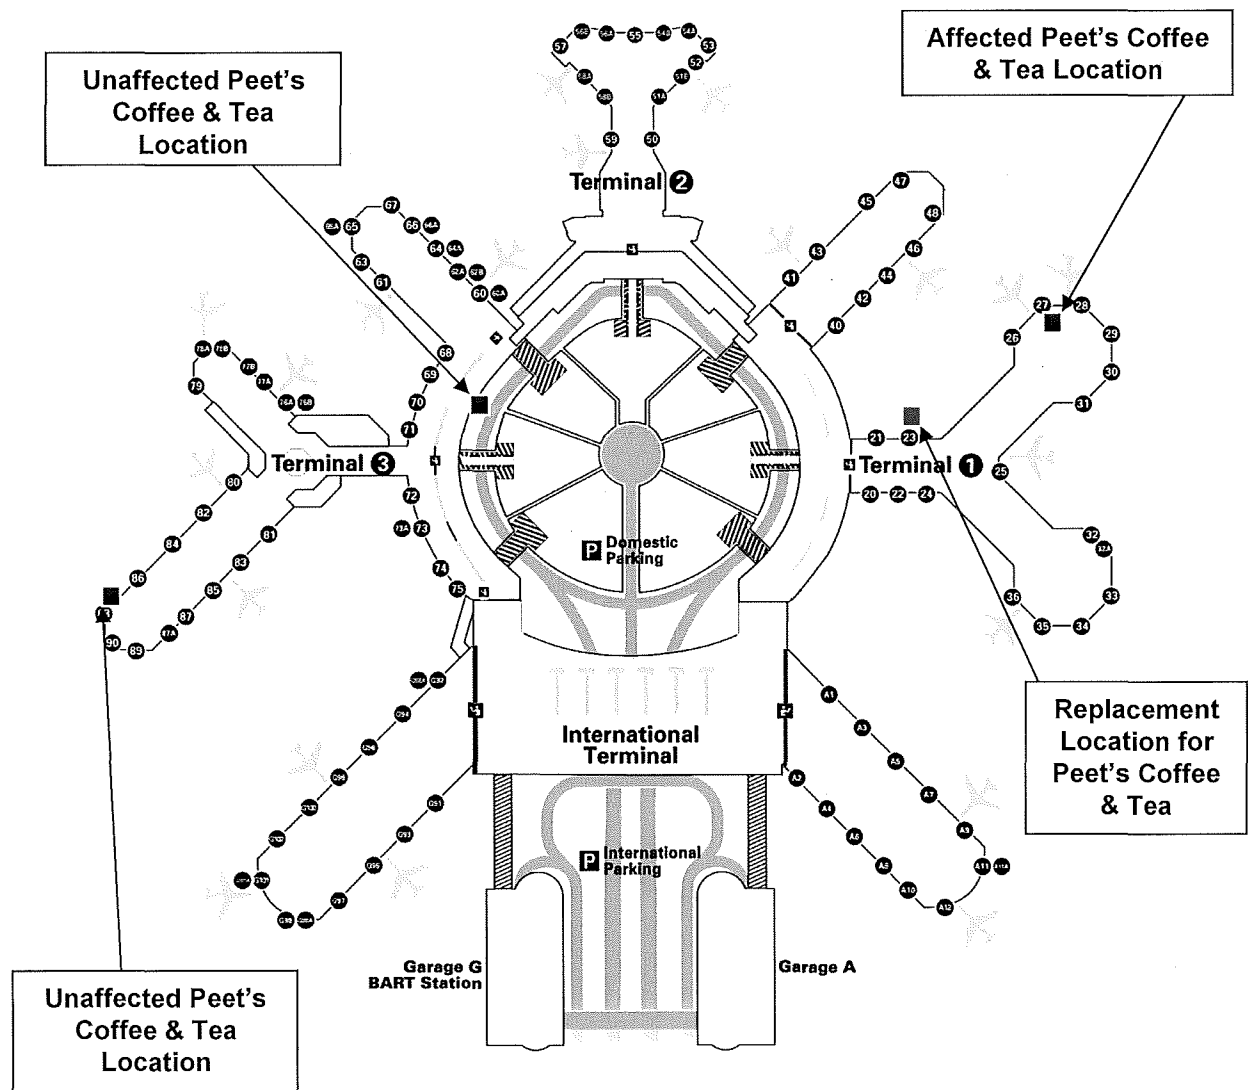 Affected Peet's Coffee
& Tea Location
Unaffected Peet's
Coffee & Tea
Location
57
55
53
52
59
50
Terminal 2
47
45
48
43
46
41
44
42
40
67
66
65
64
63
61
60
68
69
70
71
79
Terminal 3
80
82
84
86
90
89
87
85
83
81
72
73
74
75
27
28
26
29
30
31
21
23
Terminal 1
25
20
22
24
32
33
36
35
34
P Domestic
Parking
International
Terminal
A1
A3
A5
A7
A9
A11
A2
A4
A6
A8
A10
A12
Replacement
Location for
Peet's Coffee
& Tea
P International
Parking
Garage G
BART Station
Garage A
Unaffected Peet's
Coffee & Tea
Location